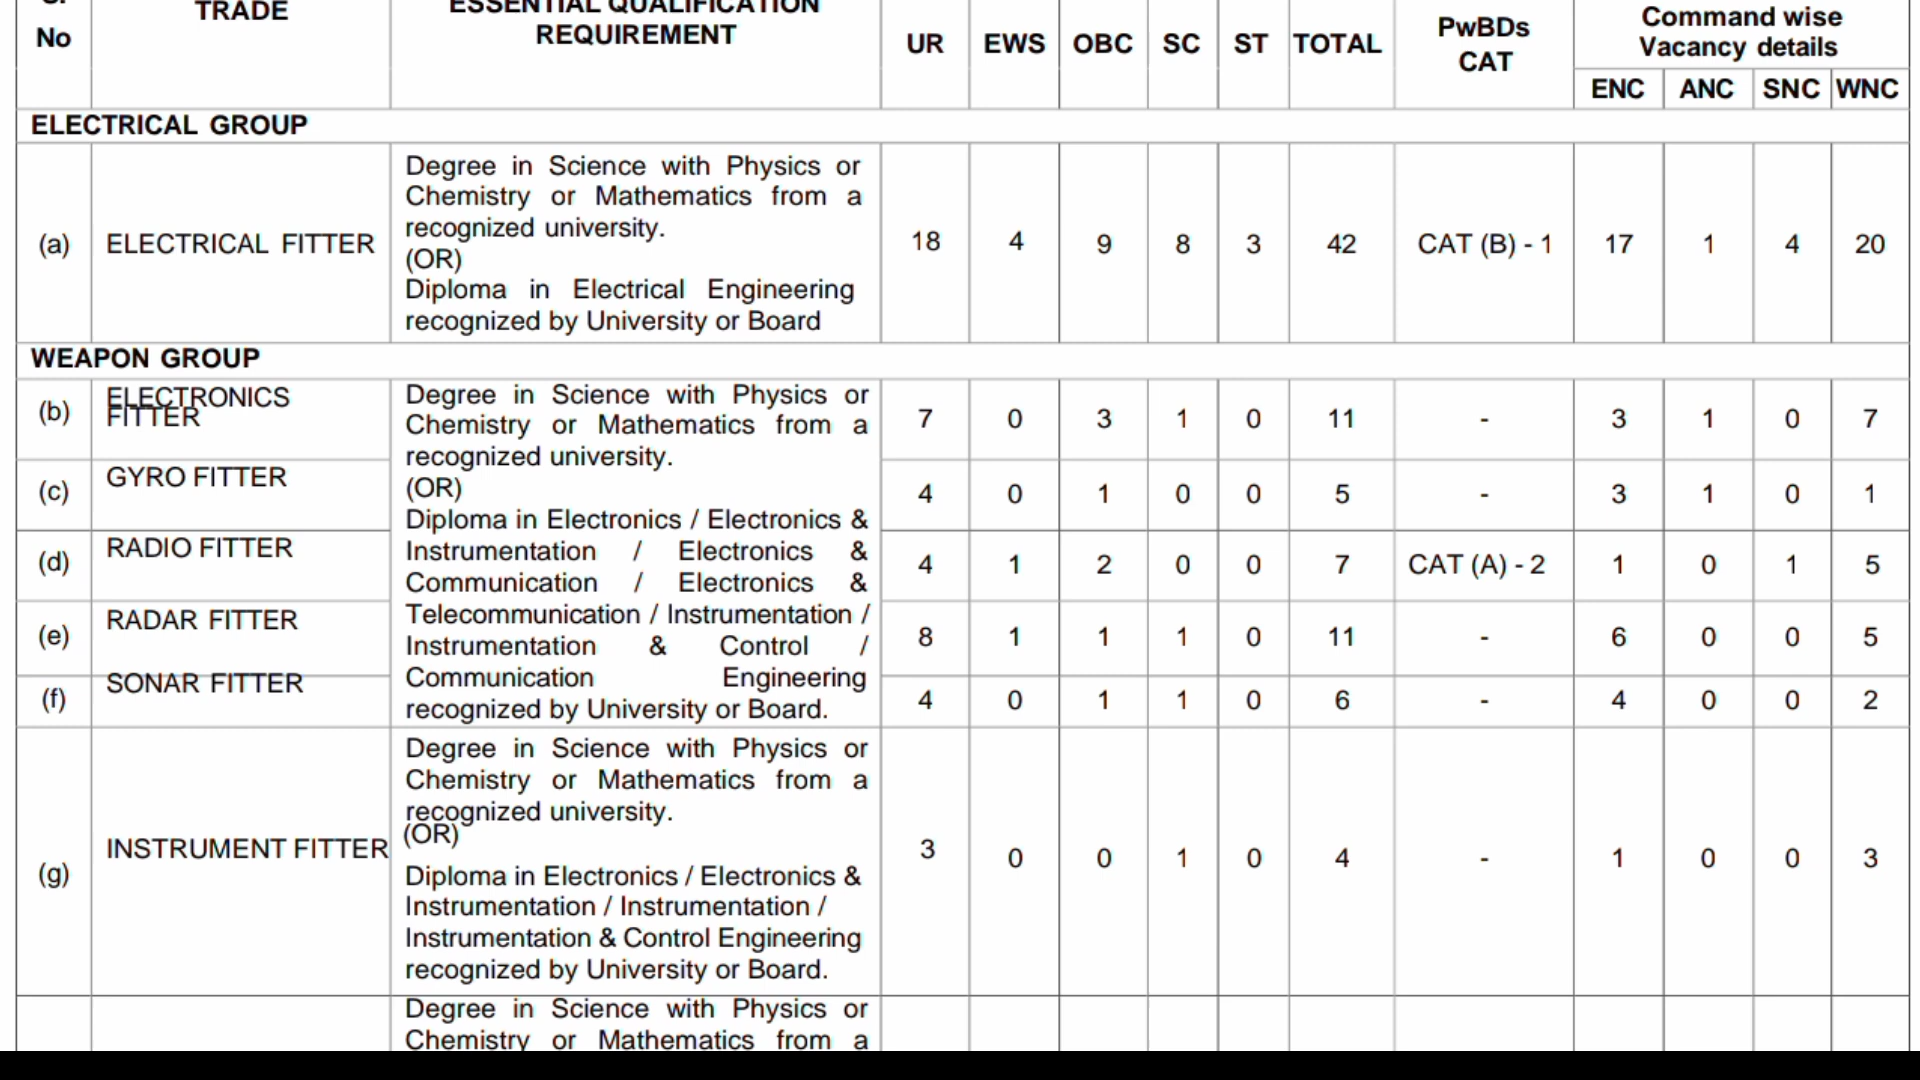 No
TRADE
ESSENTIAL QUALIFICATION
REQUIREMENT
UR EWS OBC SC ST TOTAL
PwBDs
CAT
Command wise
Vacancy details
ENC ANC SNC WNC
ELECTRICAL GROUP
(a)
ELECTRICAL FITTER
Degree in Science with Physics or
Chemistry or Mathematics from a
recognized university.
(OR)
Diploma in Electrical Engineering
recognized by University or Board
18 4 9 8 3 42 CAT (B) - 1 17 1 4 20
WEAPON GROUP
(b)
ELECTRONICS
FITTER
7 0 3 1 0 11 - 3 1 0 7
(c)
GYRO FITTER
4 0 1 0 0 5 - 3 1 0 1
(d)
RADIO FITTER
4 1 2 0 0 7 CAT (A) - 2 1 0 1 5
(e)
RADAR FITTER
8 1 1 1 0 11 - 6 0 0 5
(f)
SONAR FITTER
4 0 1 1 0 6 - 4 0 0 2
Degree in Science with Physics or
Chemistry or Mathematics from a
recognized university.
(OR)
Diploma in Electronics / Electronics &
Instrumentation / Electronics &
Communication / Electronics &
Telecommunication / Instrumentation /
Instrumentation & Control /
Communication Engineering
recognized by University or Board.
(g)
INSTRUMENT FITTER
Degree in Science with Physics or
Chemistry or Mathematics from a
recognized university.
(OR)
Diploma in Electronics / Electronics &
Instrumentation / Instrumentation /
Instrumentation & Control Engineering
recognized by University or Board.
3 0 0 1 0 4 - 1 0 0 3
Degree in Science with Physics or
Chemistry or Mathematics from a